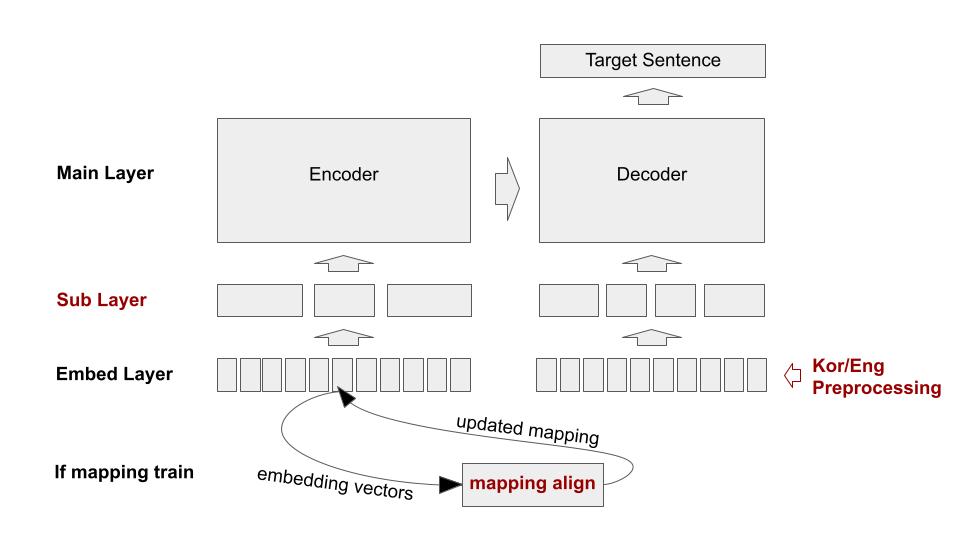 Target Sentence
Main Layer
Encoder
Decoder
Sub Layer
Embed Layer
Kor/Eng
Preprocessing
updated mapping
If mapping train
embedding vectors
mapping align